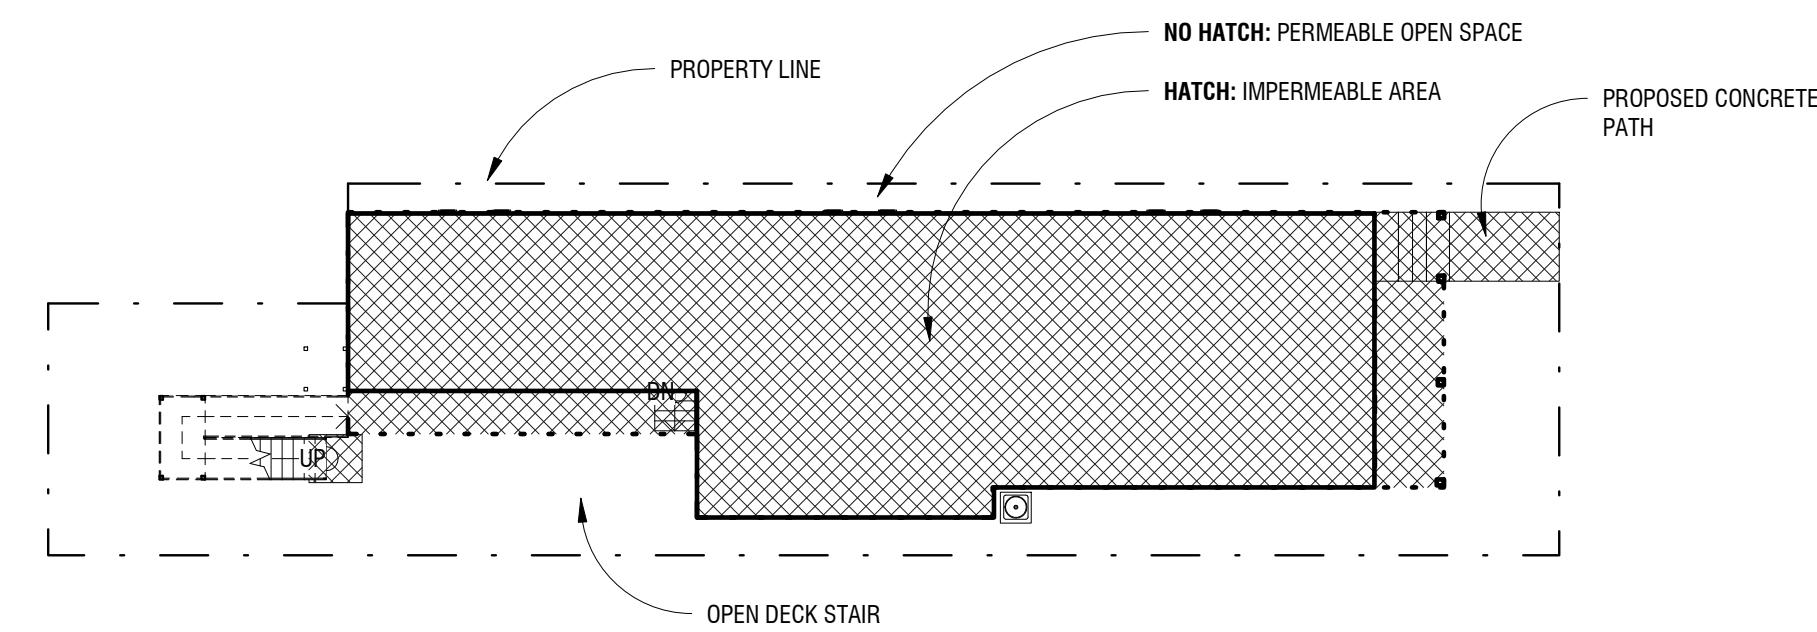 NO HATCH: PERMEABLE OPEN SPACE
PROPERTY LINE
HATCH: IMPERMEABLE AREA
PROPOSED CONCRETE
PATH
DN
UP
OPEN DECK STAIR